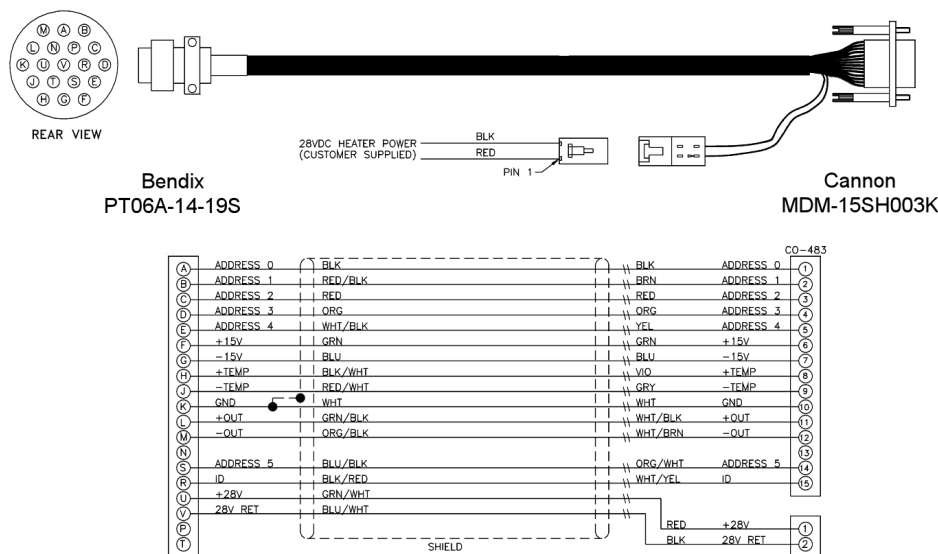 M A B
L N P C
K U V R D
J T S E
H G F
REAR VIEW
28VDC HEATER POWER BLK
(CUSTOMER SUPPLIED) RED
PIN 1
Bendix
PT06A-14-19S
Cannon
MDM-15SH003K
CO-483
A ADDRESS 0 BLK BLK ADDRESS 0 1
B ADDRESS 1 RED/BLK BRN ADDRESS 1 2
C ADDRESS 2 RED RED ADDRESS 2 3
D ADDRESS 3 ORG ORG ADDRESS 3 4
E ADDRESS 4 WHT/BLK YEL ADDRESS 4 5
F +15V GRN GRN +15V 6
G -15V BLU BLU -15V 7
H +TEMP BLK/WHT VIO +TEMP 8
J -TEMP RED/WHT GRY -TEMP 9
K GND WHT WHT GND 10
L +OUT GRN/BLK WHT/BLK +OUT 11
M -OUT ORG/BLK WHT/BRN -OUT 12
N 13
S ADDRESS 5 BLU/BLK ORG/WHT ADDRESS 5 14
R ID BLK/RED WHT/YEL ID 15
U +28V GRN/WHT
V 28V RET BLU/WHT
P RED +28V 1
T BLK 28V RET 2
SHIELD